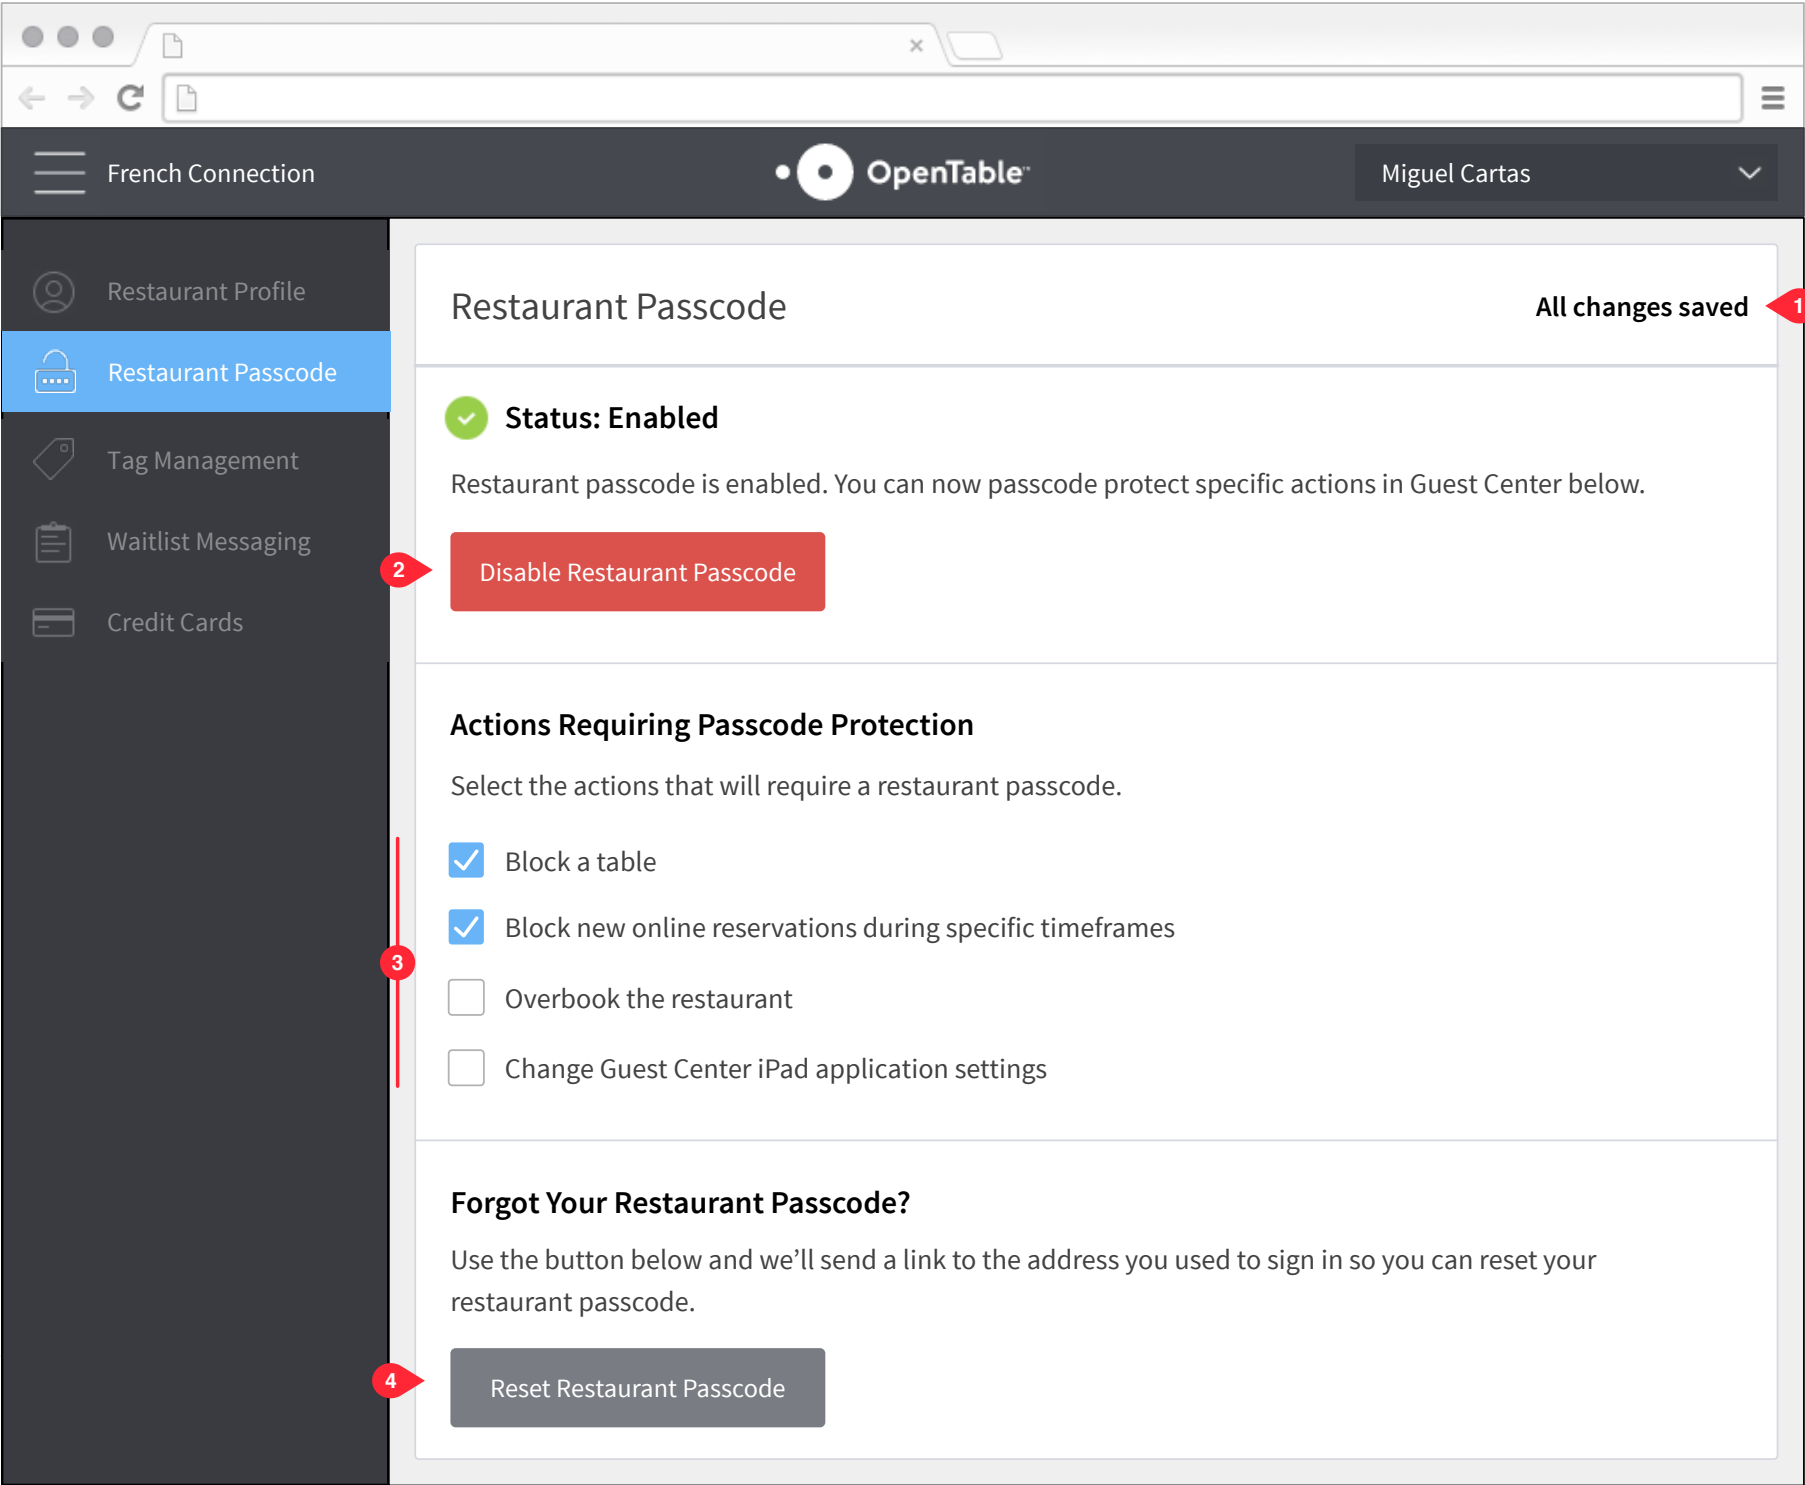 French Connection
OpenTable™
Miguel Cartas
Restaurant Profile
Restaurant Passcode
Tag Management
Waitlist Messaging
Credit Cards
Restaurant Passcode
All changes saved
1
Status: Enabled
Restaurant passcode is enabled. You can now passcode protect specific actions in Guest Center below.
2
Disable Restaurant Passcode
Actions Requiring Passcode Protection
Select the actions that will require a restaurant passcode.
Block a table
Block new online reservations during specific timeframes
3
Overbook the restaurant
Change Guest Center iPad application settings
Forgot Your Restaurant Passcode?
Use the button below and we’ll send a link to the address you used to sign in so you can reset your
restaurant passcode.
4
Reset Restaurant Passcode